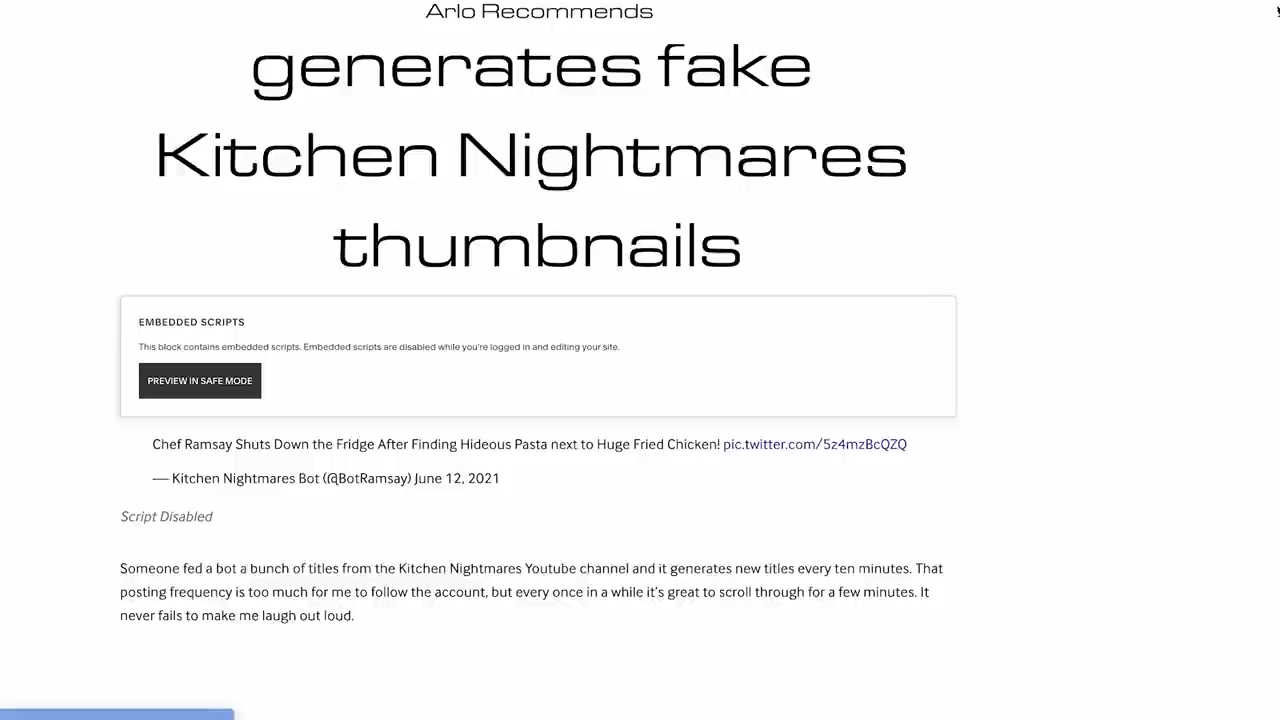 Arlo Recommends
generates fake
Kitchen Nightmares
thumbnails
EMBEDDED SCRIPTS
This block contains embedded scripts. Embedded scripts are disabled while you're logged in and editing your site.
PREVIEW IN SAFE MODE
Chef Ramsay Shuts Down the Fridge After Finding Hideous Pasta next to Huge Fried Chicken! pic.twitter.com/5z4mzBcQZQ
— Kitchen Nightmares Bot (@BotRamsay) June 12, 2021
Script Disabled
Someone fed a bot a bunch of titles from the Kitchen Nightmares Youtube channel and it generates new titles every ten minutes. That
posting frequency is too much for me to follow the account, but every once in a while it's great to scroll through for a few minutes. It
never fails to make me laugh out loud.